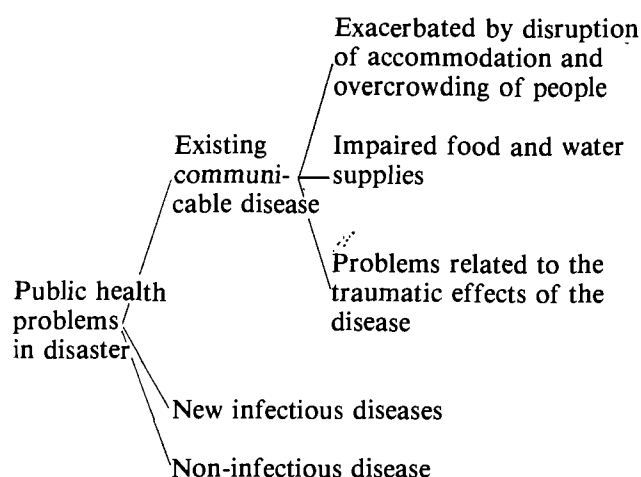 Exacerbated by disruption
of accommodation and
overcrowding of people
Existing
communi-
cable disease
Impaired food and water
supplies
Problems related to the
traumatic effects of the
disease
Public health
problems
in disaster
New infectious diseases
Non-infectious disease